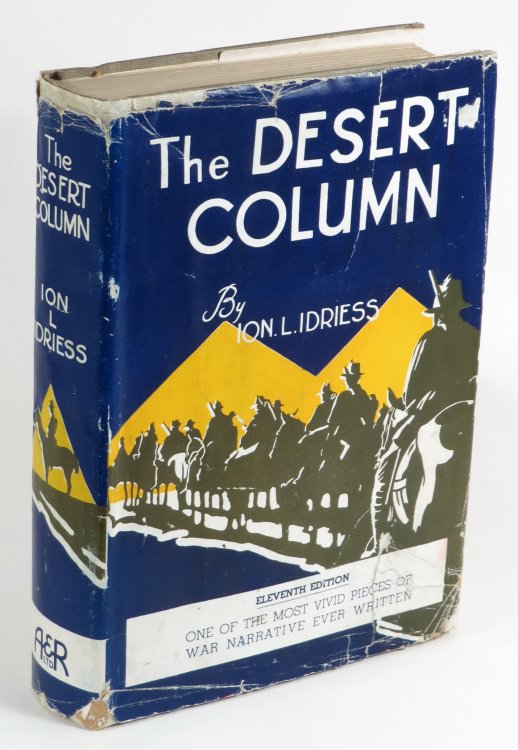 The
DESERT
COLUMN
ION
L
IDRIESS
A&R
LTD
The DESERT
COLUMN
By
ION. L. IDRIESS
ELEVENTH EDITION
ONE OF THE MOST VIVID PIECES OF
WAR NARRATIVE EVER WRITTEN